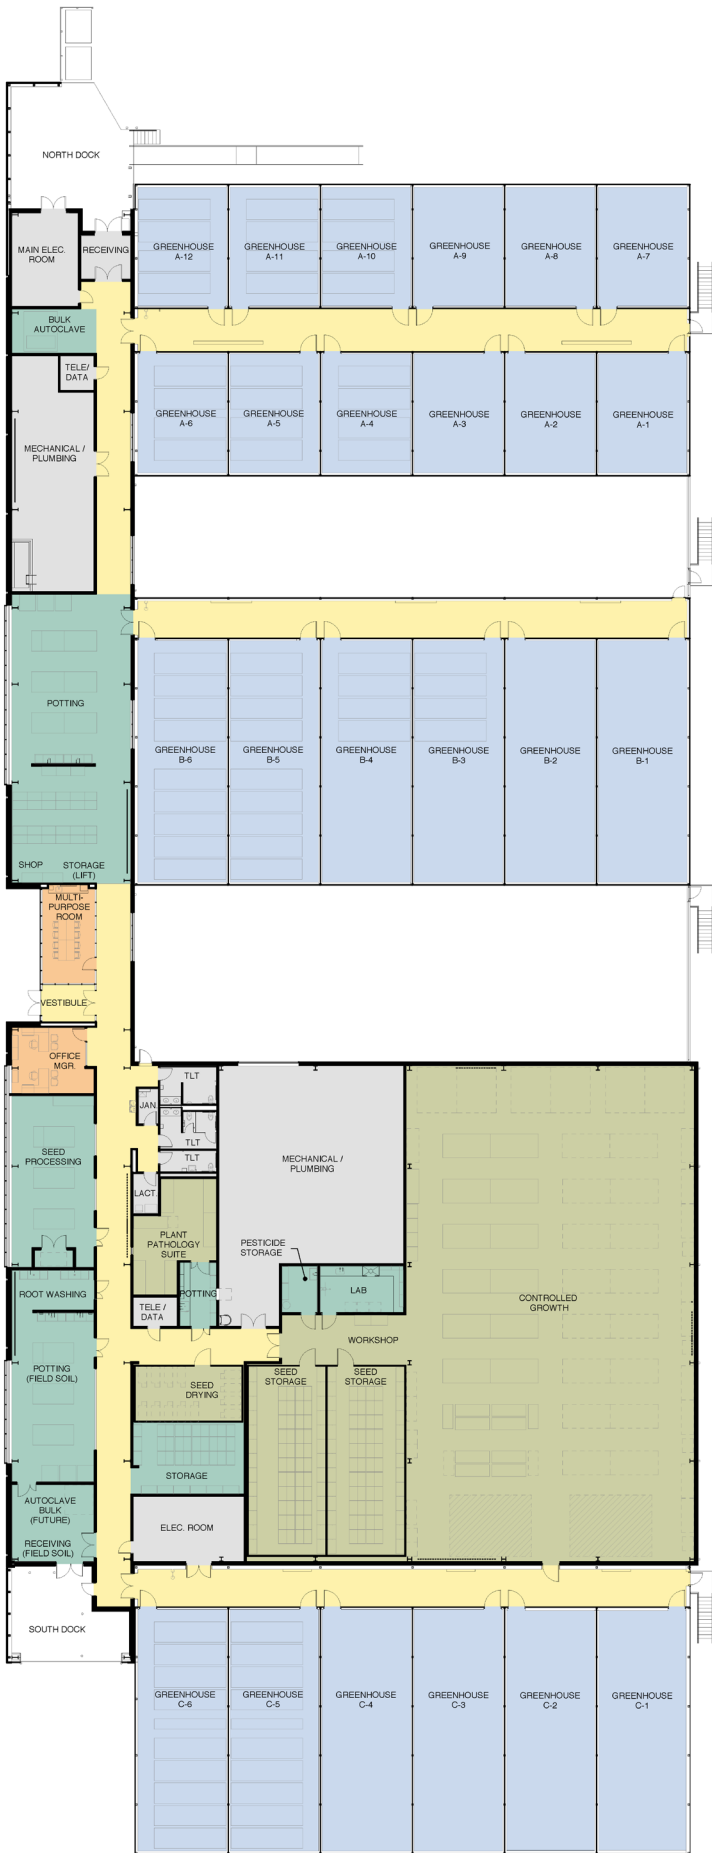 NORTH DOCK
MAIN ELEC.
ROOM
RECEIVING
GREENHOUSE
A-12
GREENHOUSE
A-11
GREENHOUSE
A-10
GREENHOUSE
A-9
GREENHOUSE
A-8
GREENHOUSE
A-7
BULK
AUTOCLAVE
TELE/
DATA
GREENHOUSE
A-6
GREENHOUSE
A-5
GREENHOUSE
A-4
GREENHOUSE
A-3
GREENHOUSE
A-2
GREENHOUSE
A-1
MECHANICAL /
PLUMBING
POTTING
GREENHOUSE
B-6
GREENHOUSE
B-5
GREENHOUSE
B-4
GREENHOUSE
B-3
GREENHOUSE
B-2
GREENHOUSE
B-1
SHOP
STORAGE
(LIFT)
MULTI-
PURPOSE
ROOM
VESTIBULE
OFFICE
MGR.
TLT
JAN.
TLT
TLT
SEED
PROCESSING
MECHANICAL /
PLUMBING
LACT.
PLANT
PATHOLOGY
SUITE
PESTICIDE
STORAGE
ROOT WASHING
POTTING
LAB
CONTROLLED
GROWTH
TELE /
DATA
WORKSHOP
POTTING
(FIELD SOIL)
SEED
DRYING
SEED
STORAGE
SEED
STORAGE
STORAGE
AUTOCLAVE
BULK
(FUTURE)
ELEC. ROOM
RECEIVING
(FIELD SOIL)
SOUTH DOCK
GREENHOUSE
C-6
GREENHOUSE
C-5
GREENHOUSE
C-4
GREENHOUSE
C-3
GREENHOUSE
C-2
GREENHOUSE
C-1